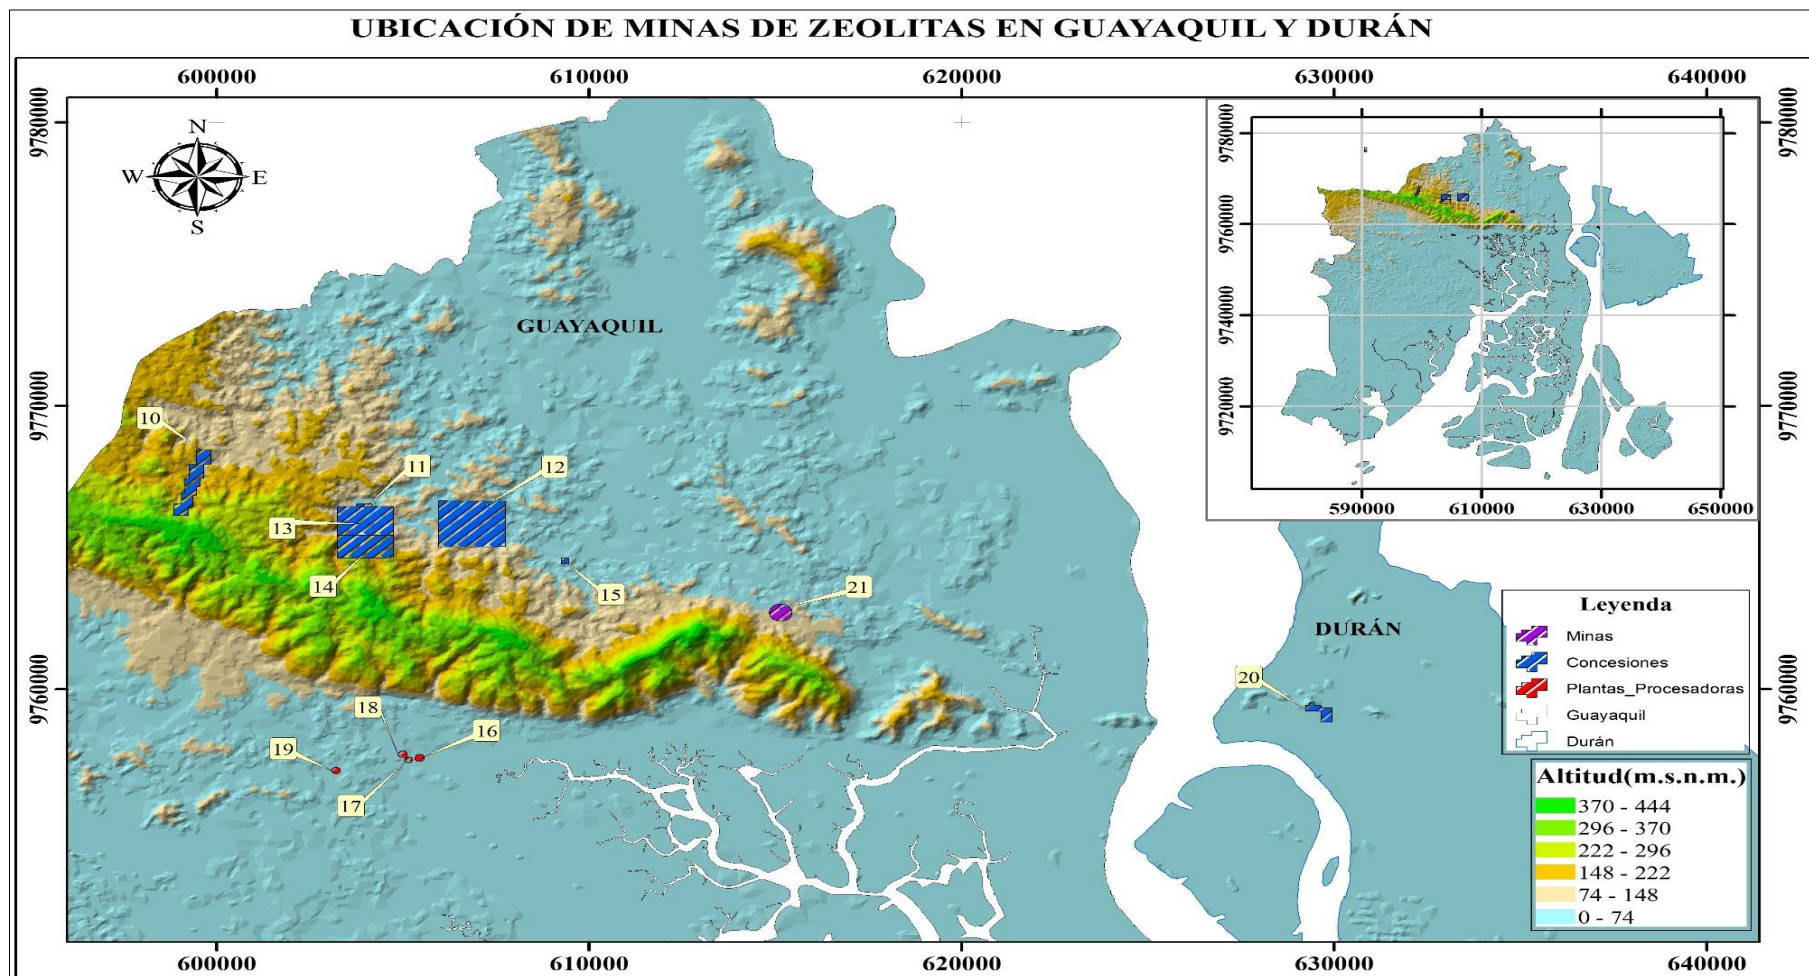 UBICACIÓN DE MINAS DE ZEOLITAS EN GUAYAQUIL Y DURÁN
600000 610000 620000 630000 640000
9780000
9770000
9760000
9780000
9770000
9760000
N
W E
S
GUAYAQUIL
DURÁN
10
11
12
13
14
15
21
20
18
16
19
17
9780000
9760000
9740000
9720000
590000 610000 630000 650000
Leyenda
Minas
Concesiones
Plantas_Procesadoras
Guayaquil
Durán
Altitud(m.s.n.m.)
370 - 444
296 - 370
222 - 296
148 - 222
74 - 148
0 - 74
600000 610000 620000 630000 640000